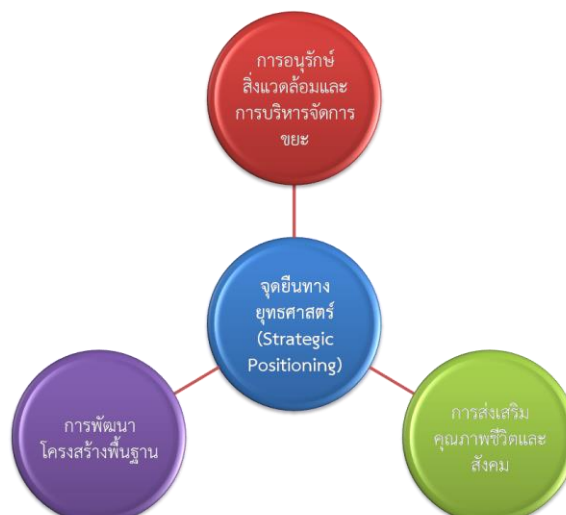 การอนุรักษ์
สิ่งแวดล้อมและ
การบริหารจัดการ
ขยะ
จุดยืนทาง
ยุทธศาสตร์
(Strategic
Positioning)
การพัฒนา
โครงสร้างพื้นฐาน
การส่งเสริม
คุณภาพชีวิตและ
สังคม